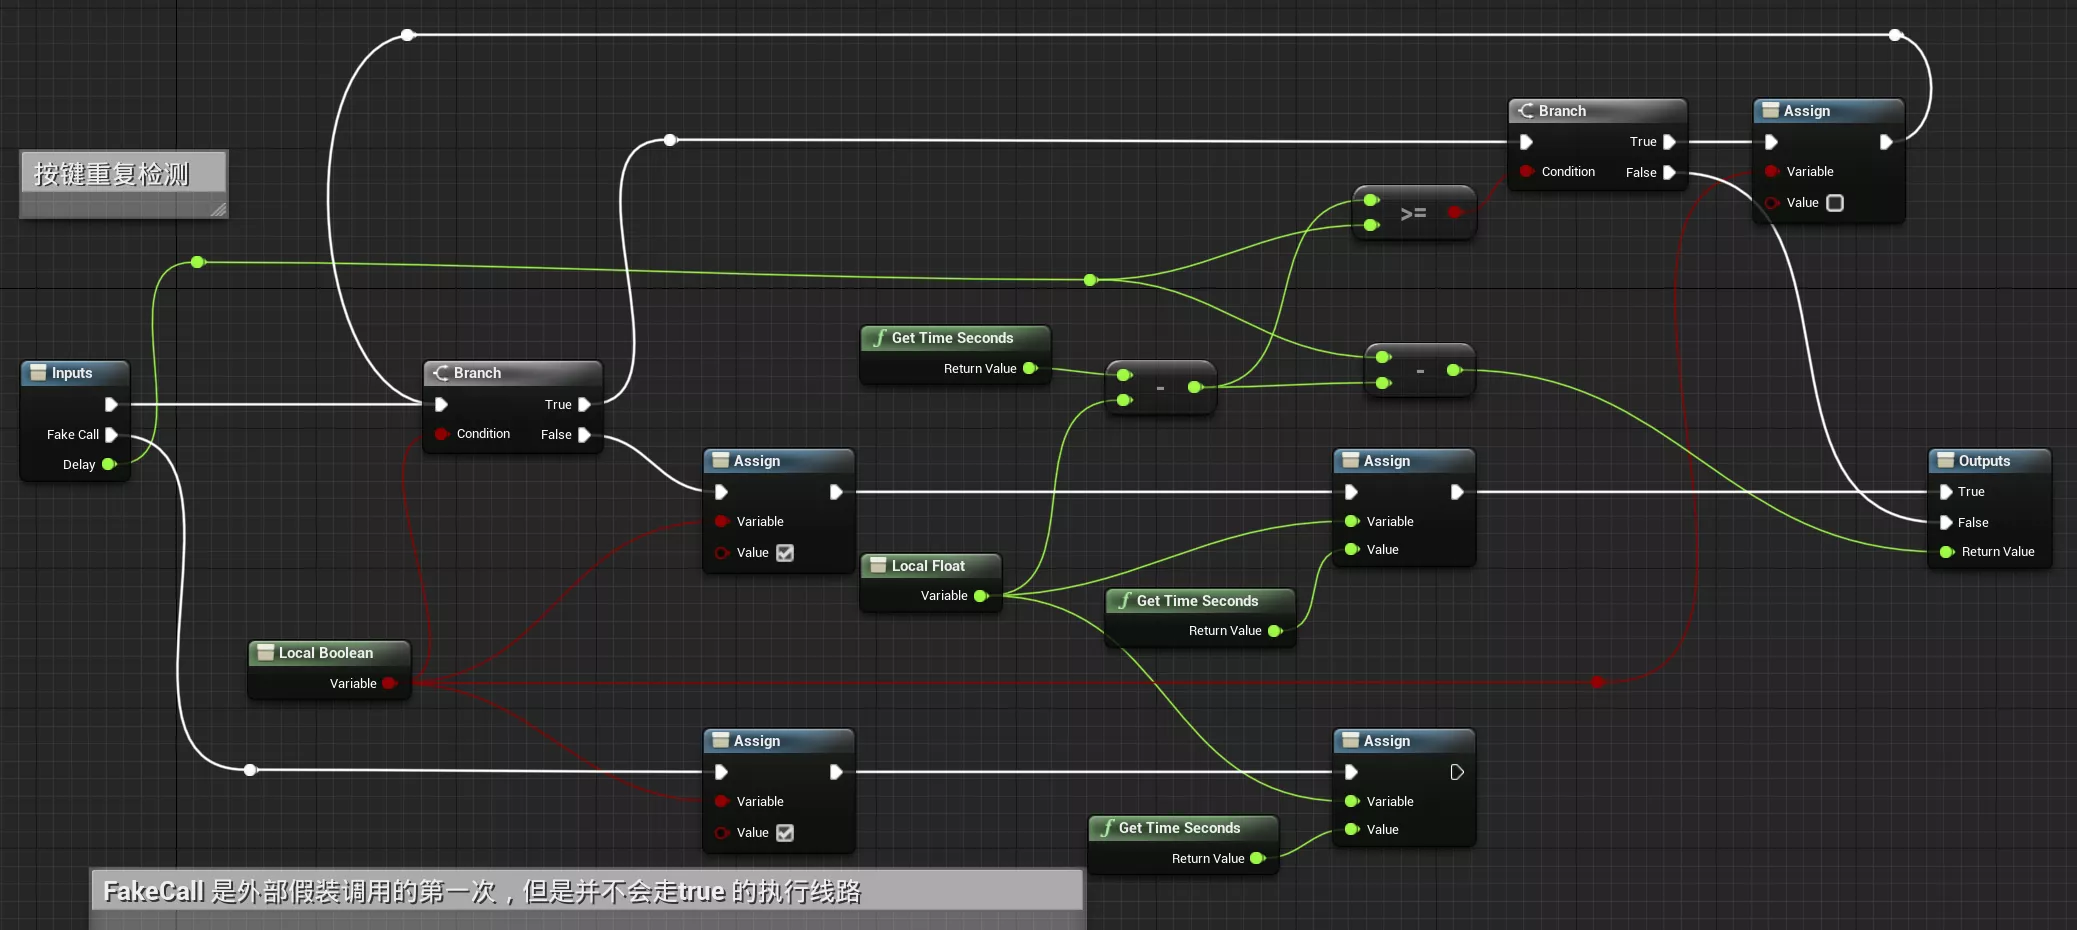 Branch
True
Condition
False
Assign
Variable
Value
按键重复检测
>=
Get Time Seconds
Return Value
-
-
Inputs
Fake Call
Delay
Branch
True
Condition
False
Assign
Variable
Value
Assign
Variable
Value
Outputs
True
False
Return Value
Local Float
Variable
Get Time Seconds
Return Value
Local Boolean
Variable
Assign
Variable
Value
Assign
Variable
Value
Get Time Seconds
Return Value
FakeCall 是外部假装调用的第一次，但是并不会走true 的执行线路